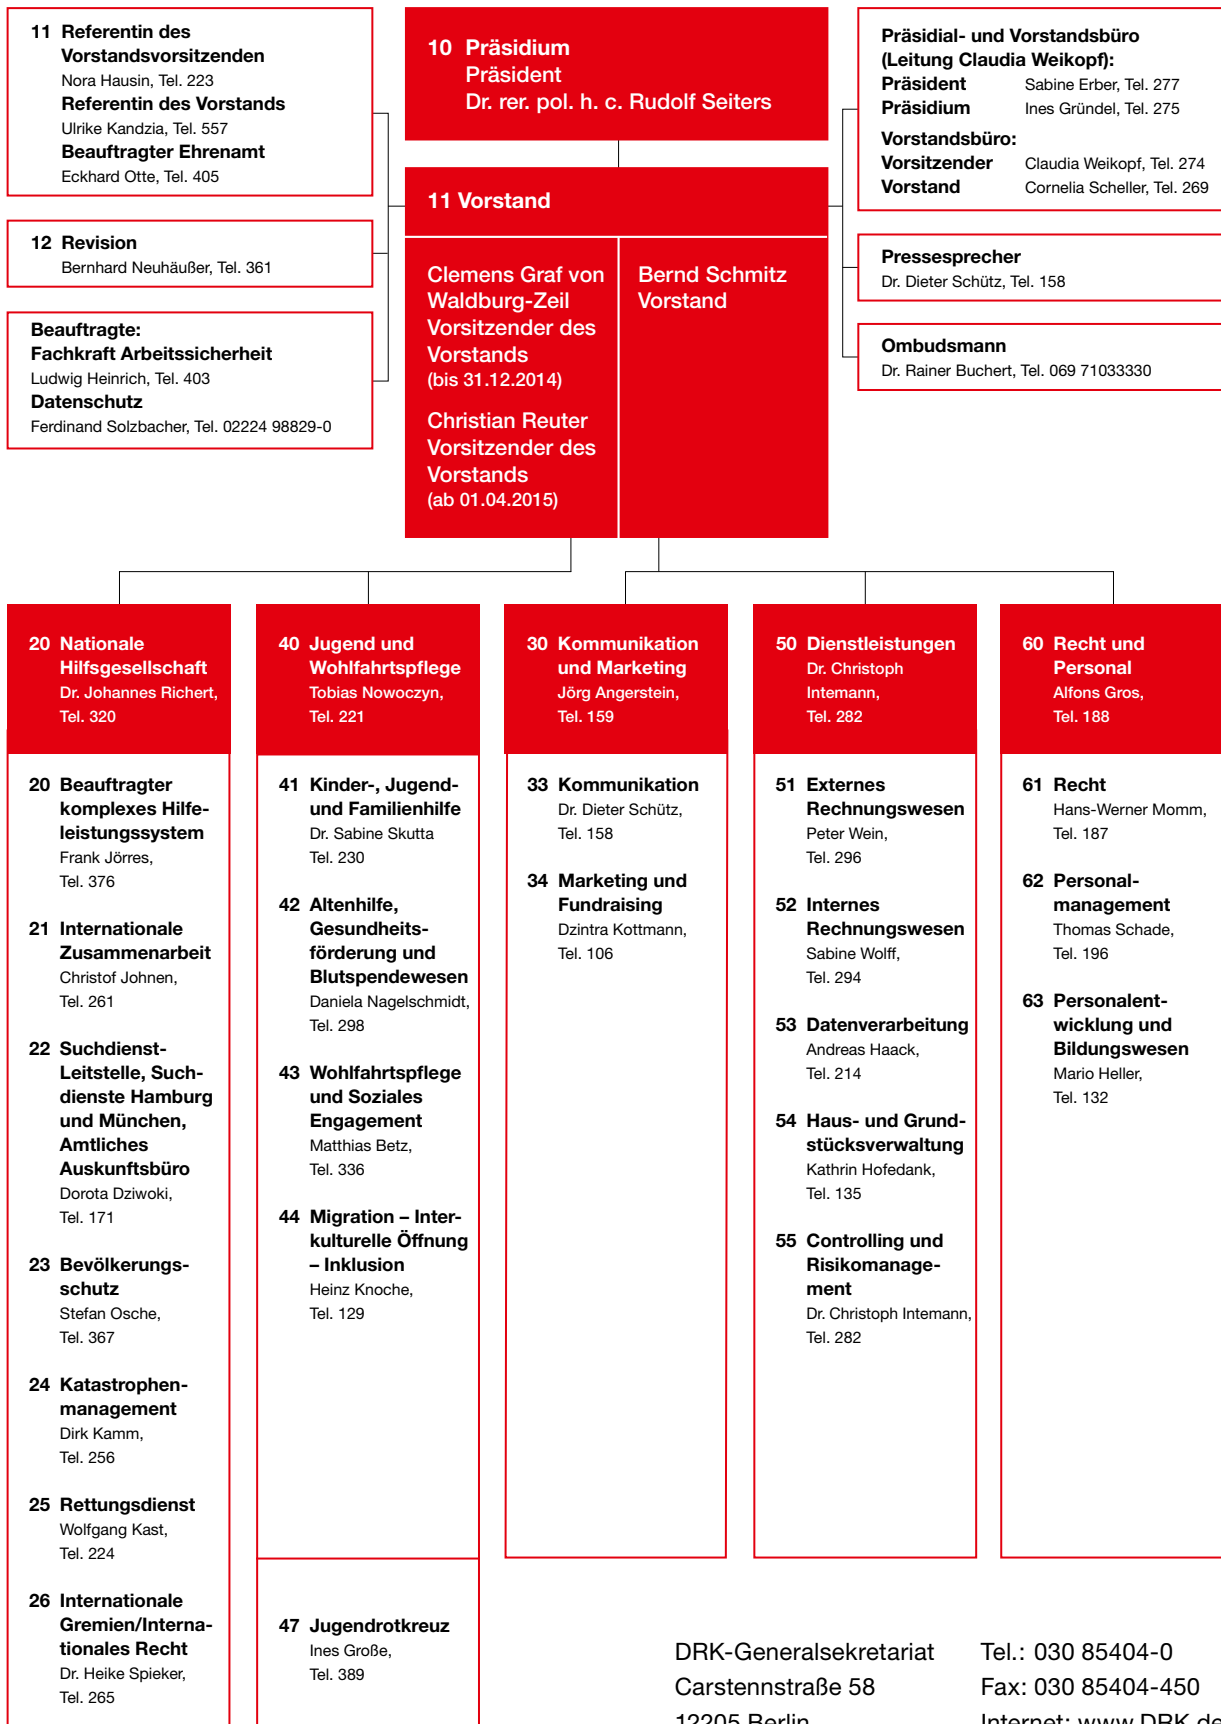 11 Referentin des
Vorstandsvorsitzenden
Nora Hausin, Tel. 223
Referentin des Vorstands
Ulrike Kandzia, Tel. 557
Beauftragter Ehrenamt
Eckhard Otte, Tel. 405
12 Revision
Bernhard Neuhäußer, Tel. 361
Beauftragte:
Fachkraft Arbeitssicherheit
Ludwig Heinrich, Tel. 403
Datenschutz
Ferdinand Solzbacher, Tel. 02224 98829-0
10 Präsidium
Präsident
Dr. rer. pol. h. c. Rudolf Seiters
11 Vorstand
Clemens Graf von
Waldburg-Zeil
Vorsitzender des
Vorstands
(bis 31.12.2014)
Christian Reuter
Vorsitzender des
Vorstands
(ab 01.04.2015)
Bernd Schmitz
Vorstand
Präsidial- und Vorstandsbüro
(Leitung Claudia Weikopf):
Präsident Sabine Erber, Tel. 277
Präsidium Ines Gründel, Tel. 275
Vorstandsbüro:
Vorsitzender Claudia Weikopf, Tel. 274
Vorstand Cornelia Scheller, Tel. 269
Pressesprecher
Dr. Dieter Schütz, Tel. 158
Ombudsmann
Dr. Rainer Buchert, Tel. 069 71033330
20 Nationale
Hilfsgesellschaft
Dr. Johannes Richert,
Tel. 320
20 Beauftragter
komplexes Hilfe-
leistungssystem
Frank Jörres,
Tel. 376
21 Internationale
Zusammenarbeit
Christof Johnen,
Tel. 261
22 Suchdienst-
Leitstelle, Such-
dienste Hamburg
und München,
Amtliches
Auskunftsbüro
Dorota Dziwoki,
Tel. 171
23 Bevölkerungs-
schutz
Stefan Osche,
Tel. 367
24 Katastrophen-
management
Dirk Kamm,
Tel. 256
25 Rettungsdienst
Wolfgang Kast,
Tel. 224
26 Internationale
Gremien/Interna-
tionales Recht
Dr. Heike Spieker,
Tel. 265
40 Jugend und
Wohlfahrtspflege
Tobias Nowoczyn,
Tel. 221
41 Kinder-, Jugend-
und Familienhilfe
Dr. Sabine Skutta
Tel. 230
42 Altenhilfe,
Gesundheits-
förderung und
Blutspendewesen
Daniela Nagelschmidt,
Tel. 298
43 Wohlfahrtspflege
und Soziales
Engagement
Matthias Betz,
Tel. 336
44 Migration – Inter-
kulturelle Öffnung
– Inklusion
Heinz Knoche,
Tel. 129
47 Jugendrotkreuz
Ines Große,
Tel. 389
30 Kommunikation
und Marketing
Jörg Angerstein,
Tel. 159
33 Kommunikation
Dr. Dieter Schütz,
Tel. 158
34 Marketing und
Fundraising
Dzintra Kottmann,
Tel. 106
50 Dienstleistungen
Dr. Christoph
Intemann,
Tel. 282
51 Externes
Rechnungswesen
Peter Wein,
Tel. 296
52 Internes
Rechnungswesen
Sabine Wolff,
Tel. 294
53 Datenverarbeitung
Andreas Haack,
Tel. 214
54 Haus- und Grund-
stücksverwaltung
Kathrin Hofedank,
Tel. 135
55 Controlling und
Risikomanage-
ment
Dr. Christoph Intemann,
Tel. 282
60 Recht und
Personal
Alfons Gros,
Tel. 188
61 Recht
Hans-Werner Momm,
Tel. 187
62 Personal-
management
Thomas Schade,
Tel. 196
63 Personalent-
wicklung und
Bildungswesen
Mario Heller,
Tel. 132
DRK-Generalsekretariat
Carstennstraße 58
12205 Berlin
Tel.: 030 85404-0
Fax: 030 85404-450
Internet: www.DRK.de